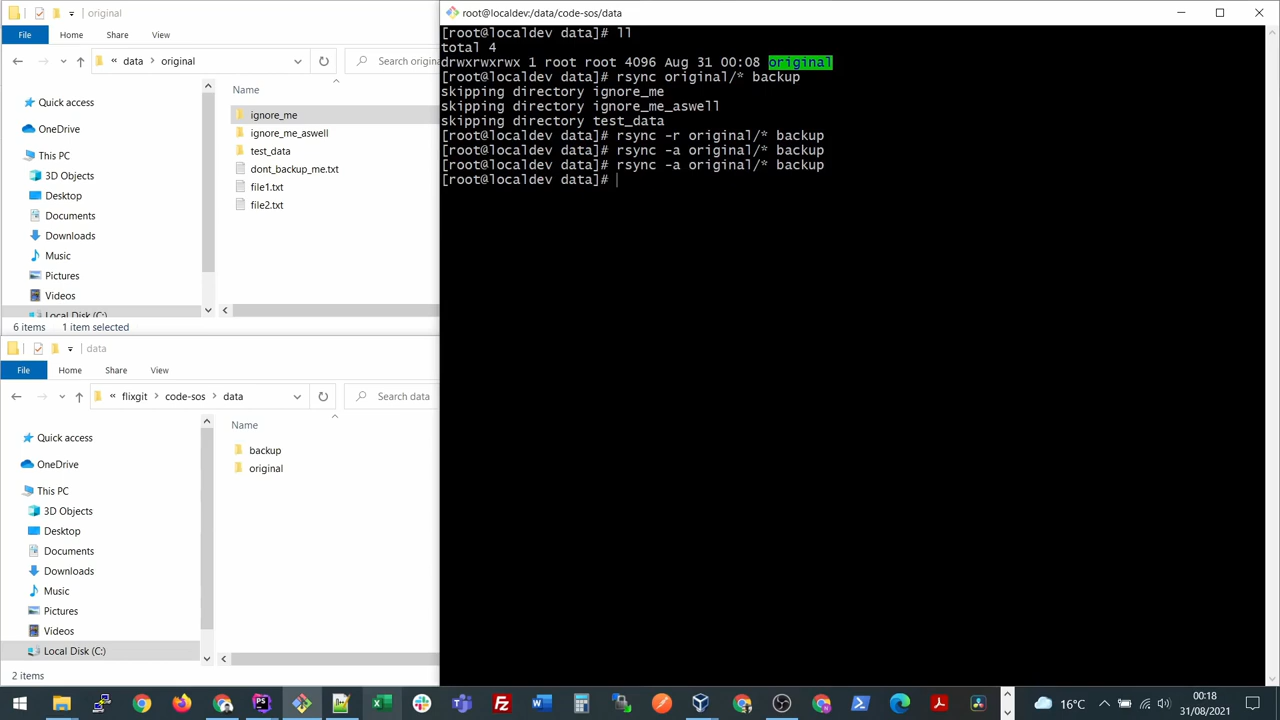 original
File Home Share View
data original Search origina
Name
Quick access
OneDrive
This PC
3D Objects
Desktop
Documents
Downloads
Music
Pictures
Videos
Local Disk (C:)
ignore_me
ignore_me_aswell
test_data
dont_backup_me.txt
file1.txt
file2.txt
6 items 1 item selected
data
File Home Share View
« flixgit code-sos data Search data
Name
Quick access
OneDrive
This PC
3D Objects
Desktop
Documents
Downloads
Music
Pictures
Videos
Local Disk (C:)
backup
original
2 items
root@localdev:/data/code-sos/data
[root@localdev data]# ll
total 4
drwxrwxrwx 1 root root 4096 Aug 31 00:08 original
[root@localdev data]# rsync original/* backup
skipping directory ignore_me
skipping directory ignore_me_aswell
skipping directory test_data
[root@localdev data]# rsync -r original/* backup
[root@localdev data]# rsync -a original/* backup
[root@localdev data]# rsync -a original/* backup
[root@localdev data]#
16°C
00:18
31/08/2021